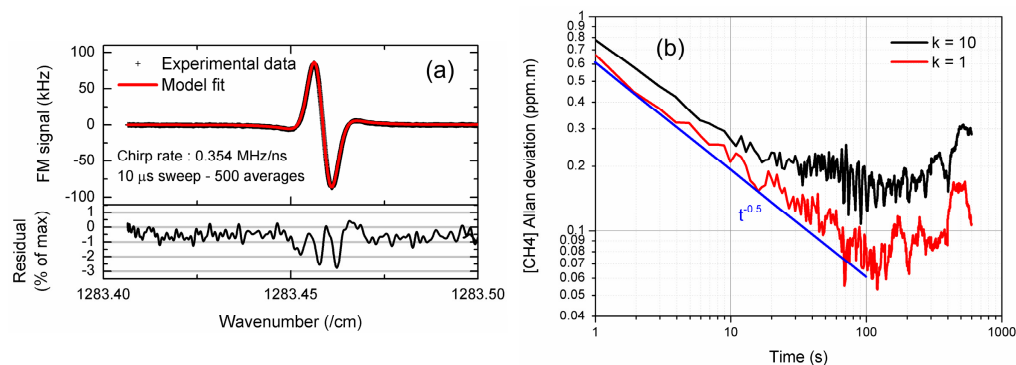 (a)
+ Experimental data
Model fit
Chirp rate : 0.354 MHz/ns
10 µs sweep - 500 averages
FM signal (kHz)
100
50
0
-50
-100
Residual
(% of max)
1
0
-1
-2
-3
1283.40
1283.45
1283.50
Wavenumber (/cm)
(b)
k = 10
k = 1
t-0.5
[CH4] Allan deviation (ppm.m)
1
0.9
0.8
0.7
0.6
0.5
0.4
0.3
0.2
0.1
0.09
0.08
0.07
0.06
0.05
0.04
1
10
100
1000
Time (s)